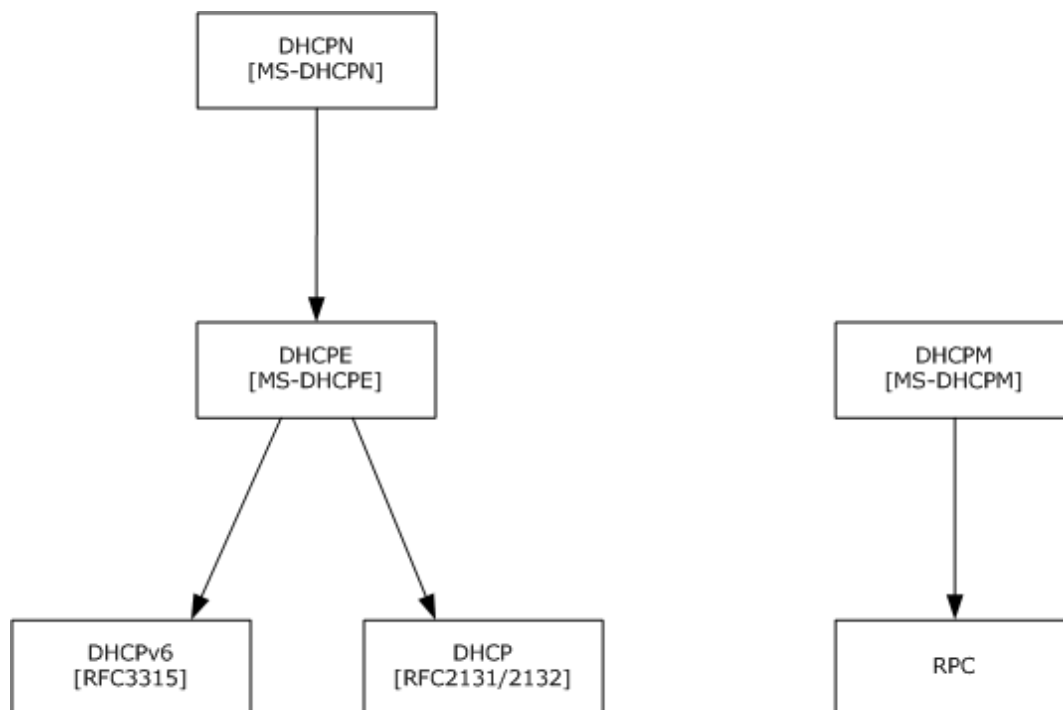 DHCPN
[MS-DHCPN]
DHCPE
[MS-DHCPE]
DHCPM
[MS-DHCPM]
DHCPv6
[RFC3315]
DHCP
[RFC2131/2132]
RPC